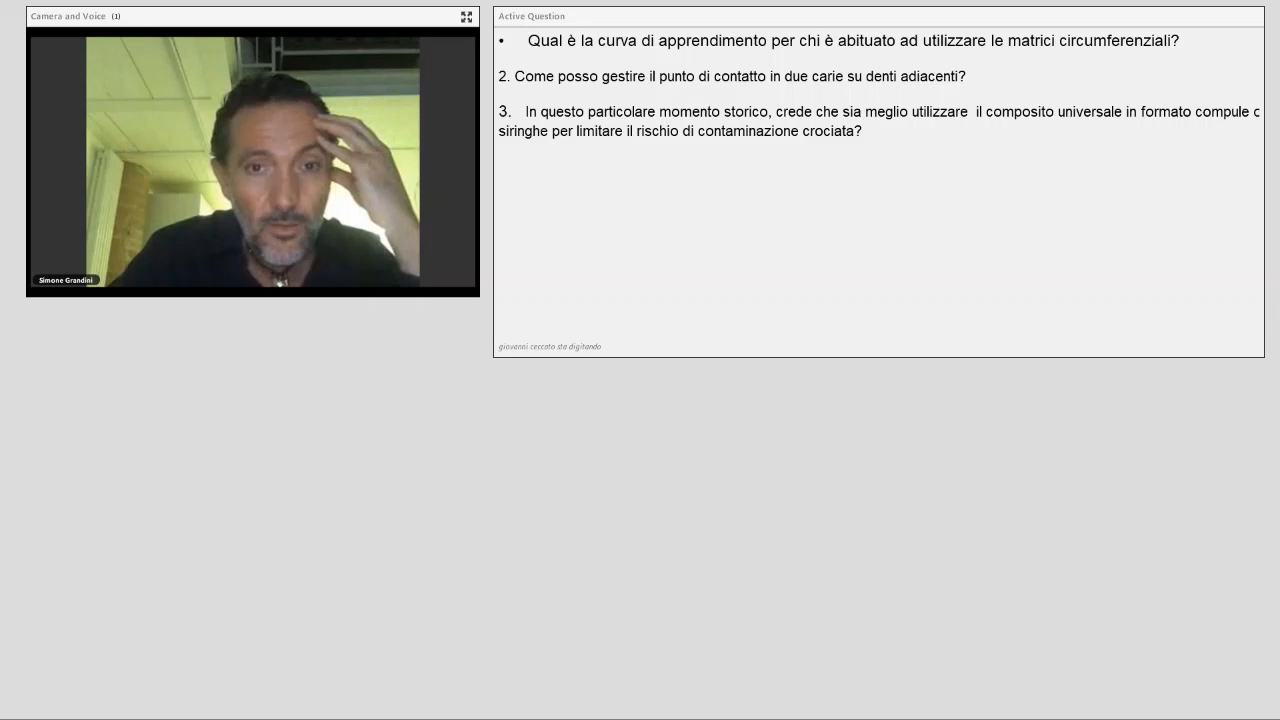 Camera and Voice (1)
Simone Grandini
Active Question
• Qual è la curva di apprendimento per chi è abituato ad utilizzare le matrici circumferenziali?
2. Come posso gestire il punto di contatto in due carie su denti adiacenti?
3. In questo particolare momento storico, crede che sia meglio utilizzare il composito universale in formato compule
siringhe per limitare il rischio di contaminazione crociata?
giovanni ceccato sta digitando